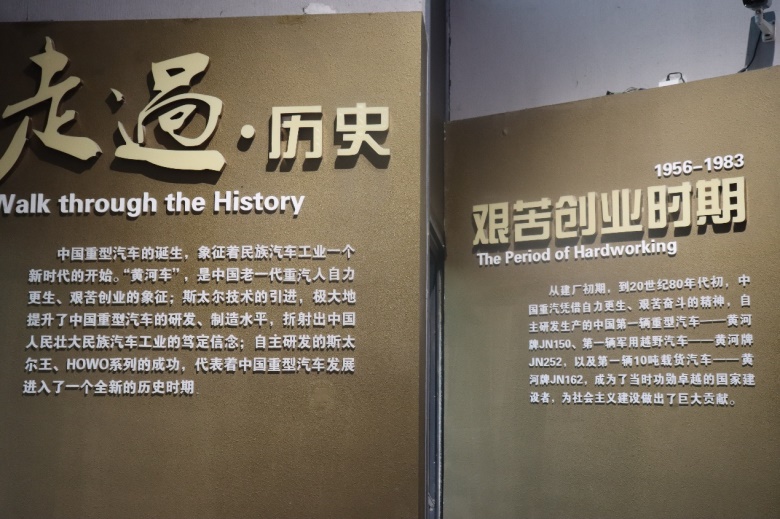 走過·历史
Walk through the History
中国重型汽车的诞生，象征着民族汽车工业一个
新时代的开始。“黄河车”，是中国老一代重汽人自力
更生、艰苦创业的象征；斯太尔技术的引进，极大地
提升了中国重型汽车的研发、制造水平，折射出中国
人民壮大民族汽车工业的笃定信念；自主研发的斯太
尔王、HOWO系列的成功，代表着中国重型汽车发展
进入了一个全新的历史时期
1956-1983
艰苦创业时期
The Period of Hardworking
从建厂初期，到20世纪80年代初，中
国重汽凭借自力更生、艰苦奋斗的精神，自
主研发生产的中国第一辆重型汽车——黄河
牌JN150、第一辆军用越野汽车——黄河牌
JN252，以及第一辆10吨载货汽车——黄
河牌JN162，成为了当时功勋卓越的国家建
设者，为社会主义建设做出了巨大贡献。